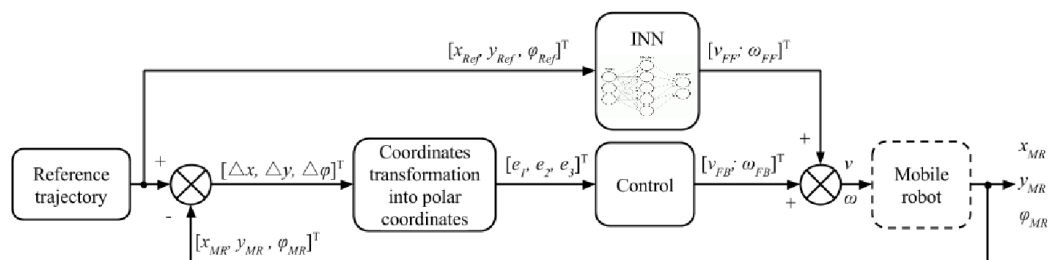 INN
[x_Ref, y_Ref , φ_Ref]^T
[v_FF; ω_FF]^T
Reference
trajectory
+
-
[△x, △y, △φ]^T
Coordinates
transformation
into polar
coordinates
[e_1, e_2, e_3]^T
Control
[v_FB; ω_FB]^T
+
+
v
ω
Mobile
robot
x_MR
y_MR
φ_MR
[x_MR, y_MR , φ_MR]^T